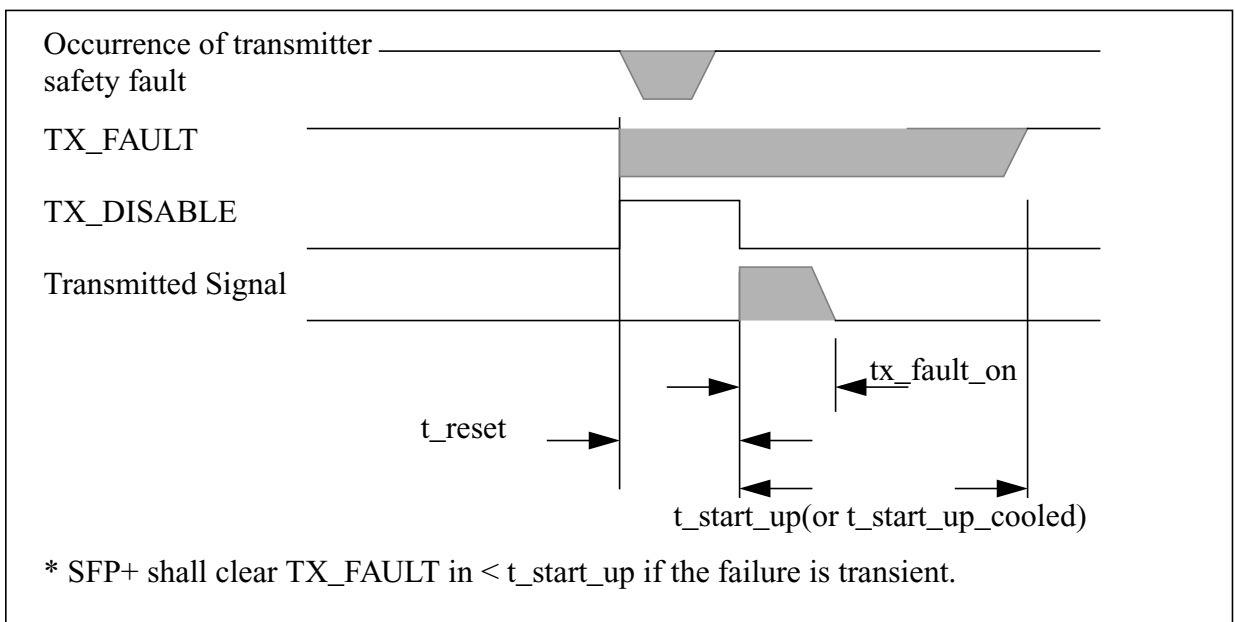 Occurrence of transmitter
safety fault
TX_FAULT
TX_DISABLE
Transmitted Signal
tx_fault_on
t_reset
t_start_up(or t_start_up_cooled)
* SFP+ shall clear TX_FAULT in < t_start_up if the failure is transient.